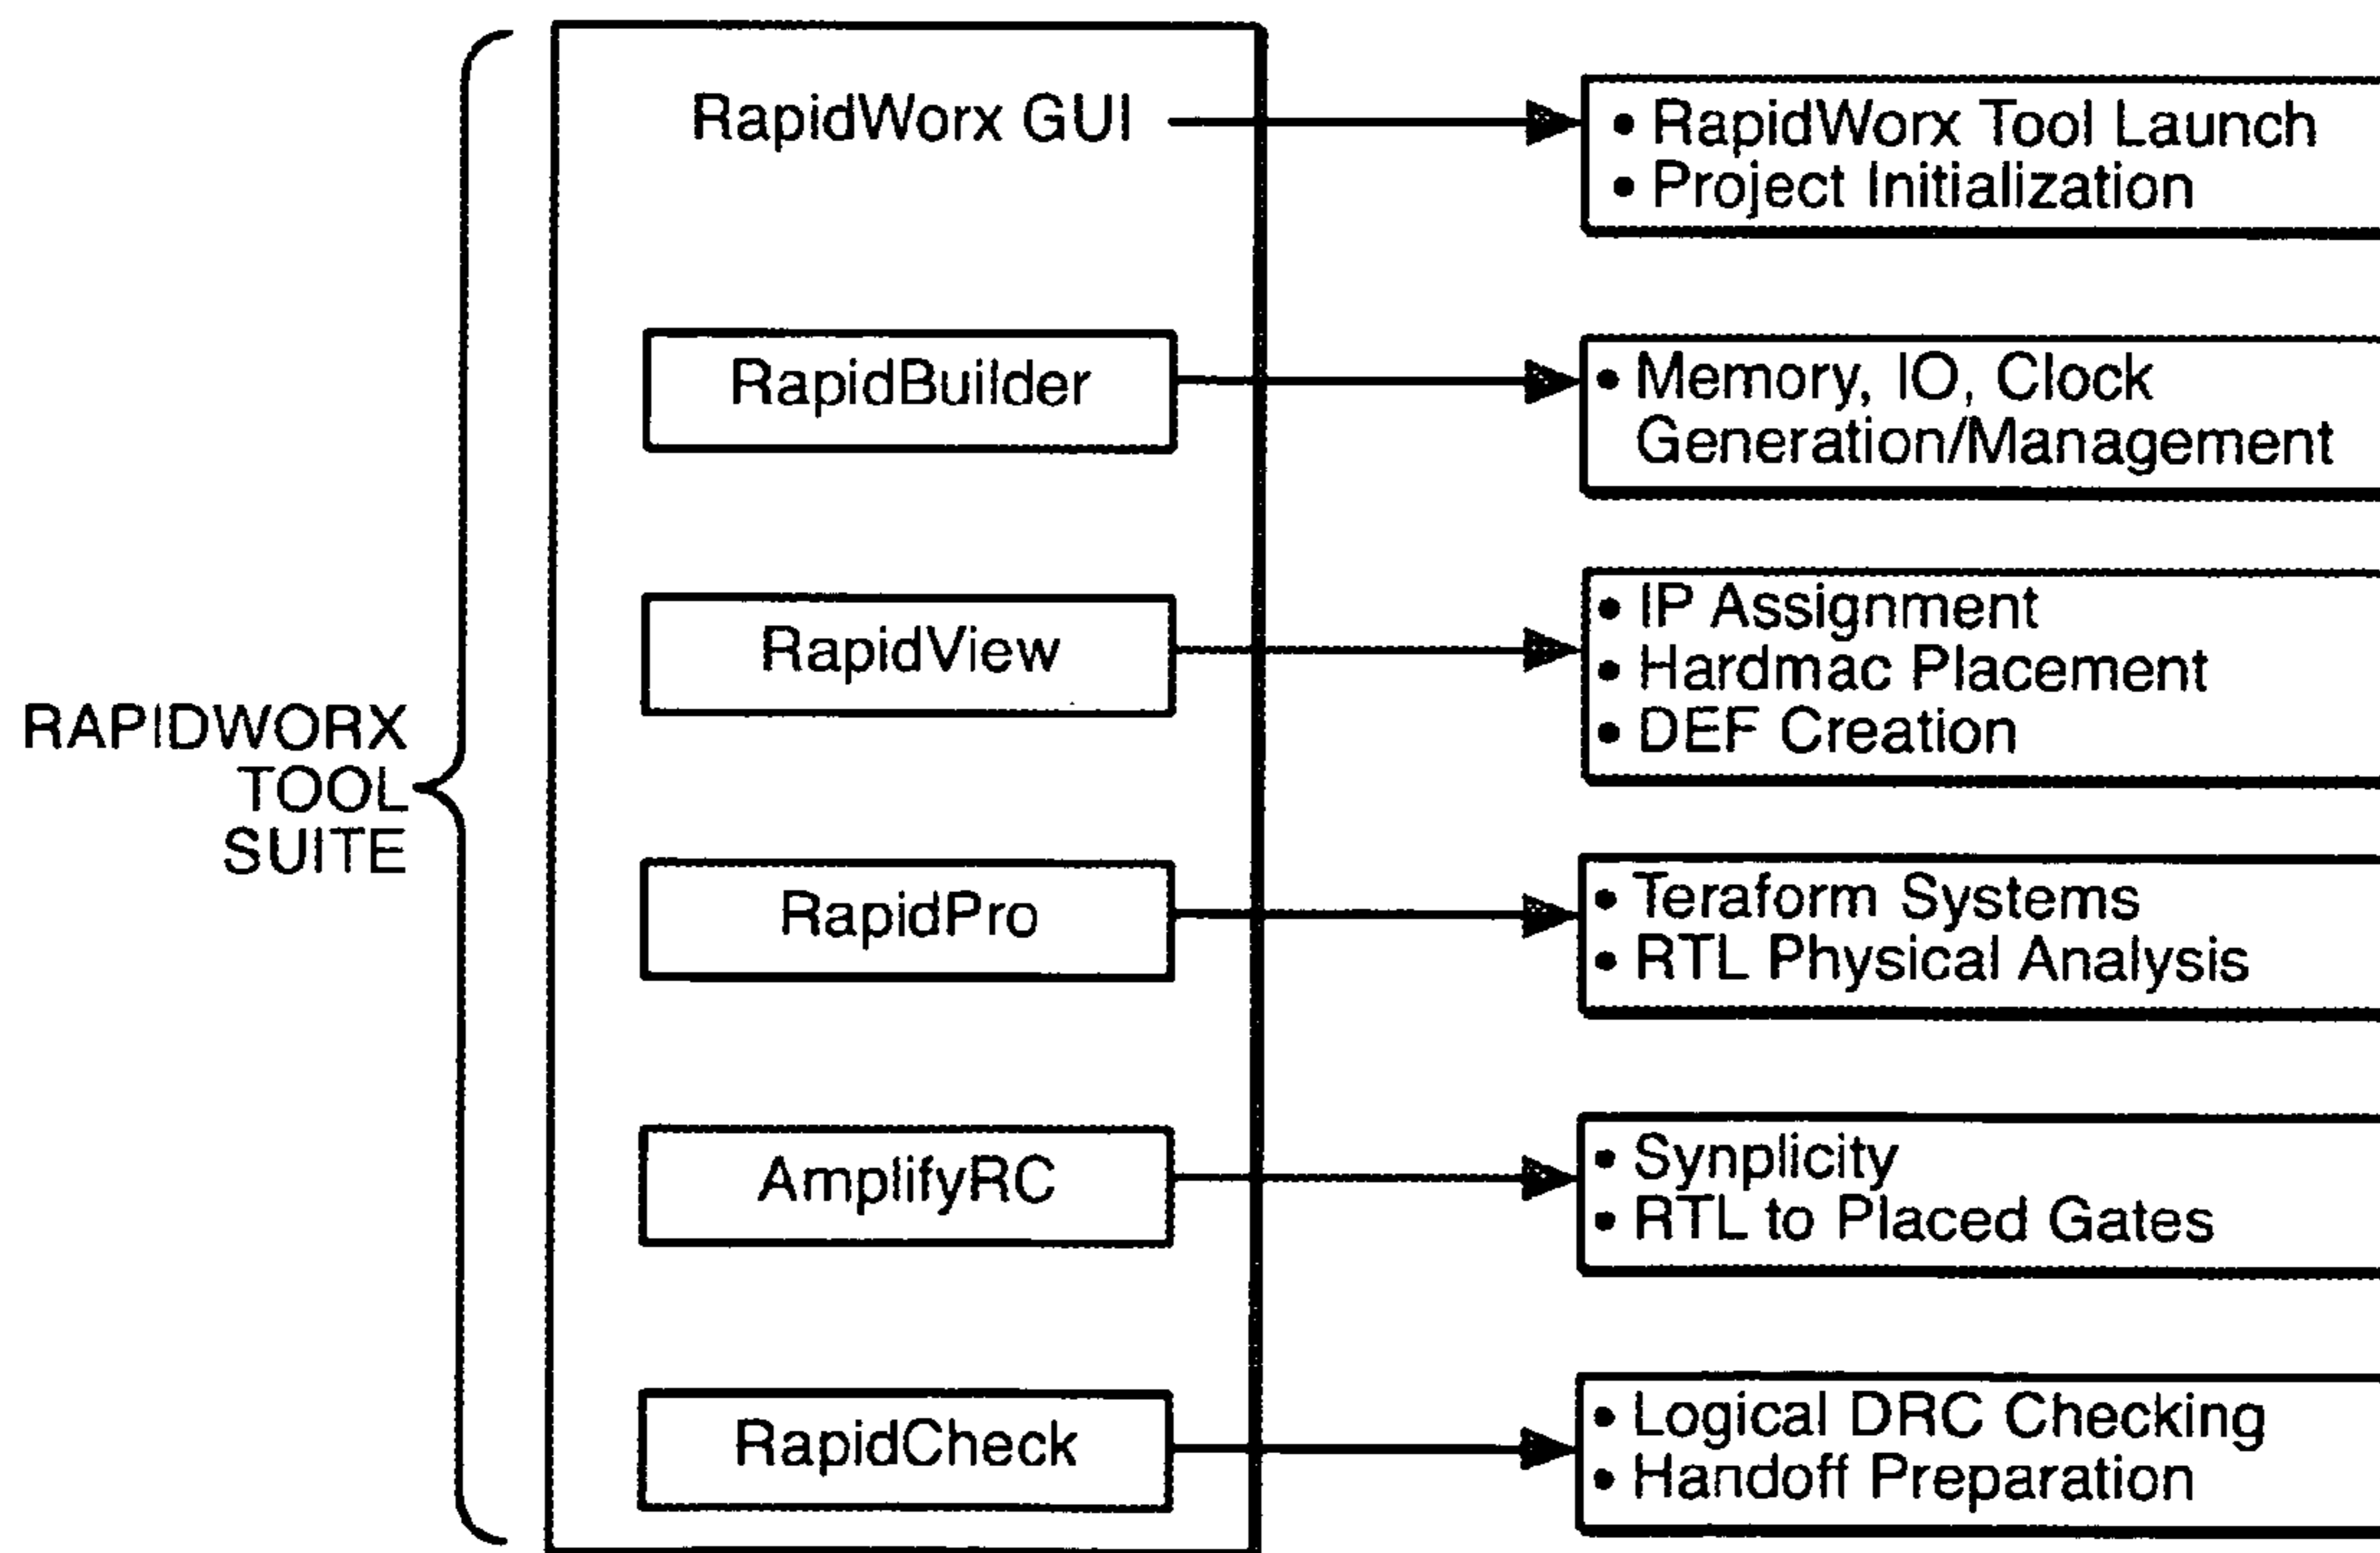 RapidWorx GUI
• RapidWorx Tool Launch
• Project Initialization
RapidBuilder
• Memory, IO, Clock
Generation/Management
RapidView
• IP Assignment
• Hardmac Placement
• DEF Creation
RAPIDWORX
TOOL
SUITE
RapidPro
• Teraform Systems
• RTL Physical Analysis
AmplifyRC
• Synplicity
• RTL to Placed Gates
RapidCheck
• Logical DRC Checking
• Handoff Preparation